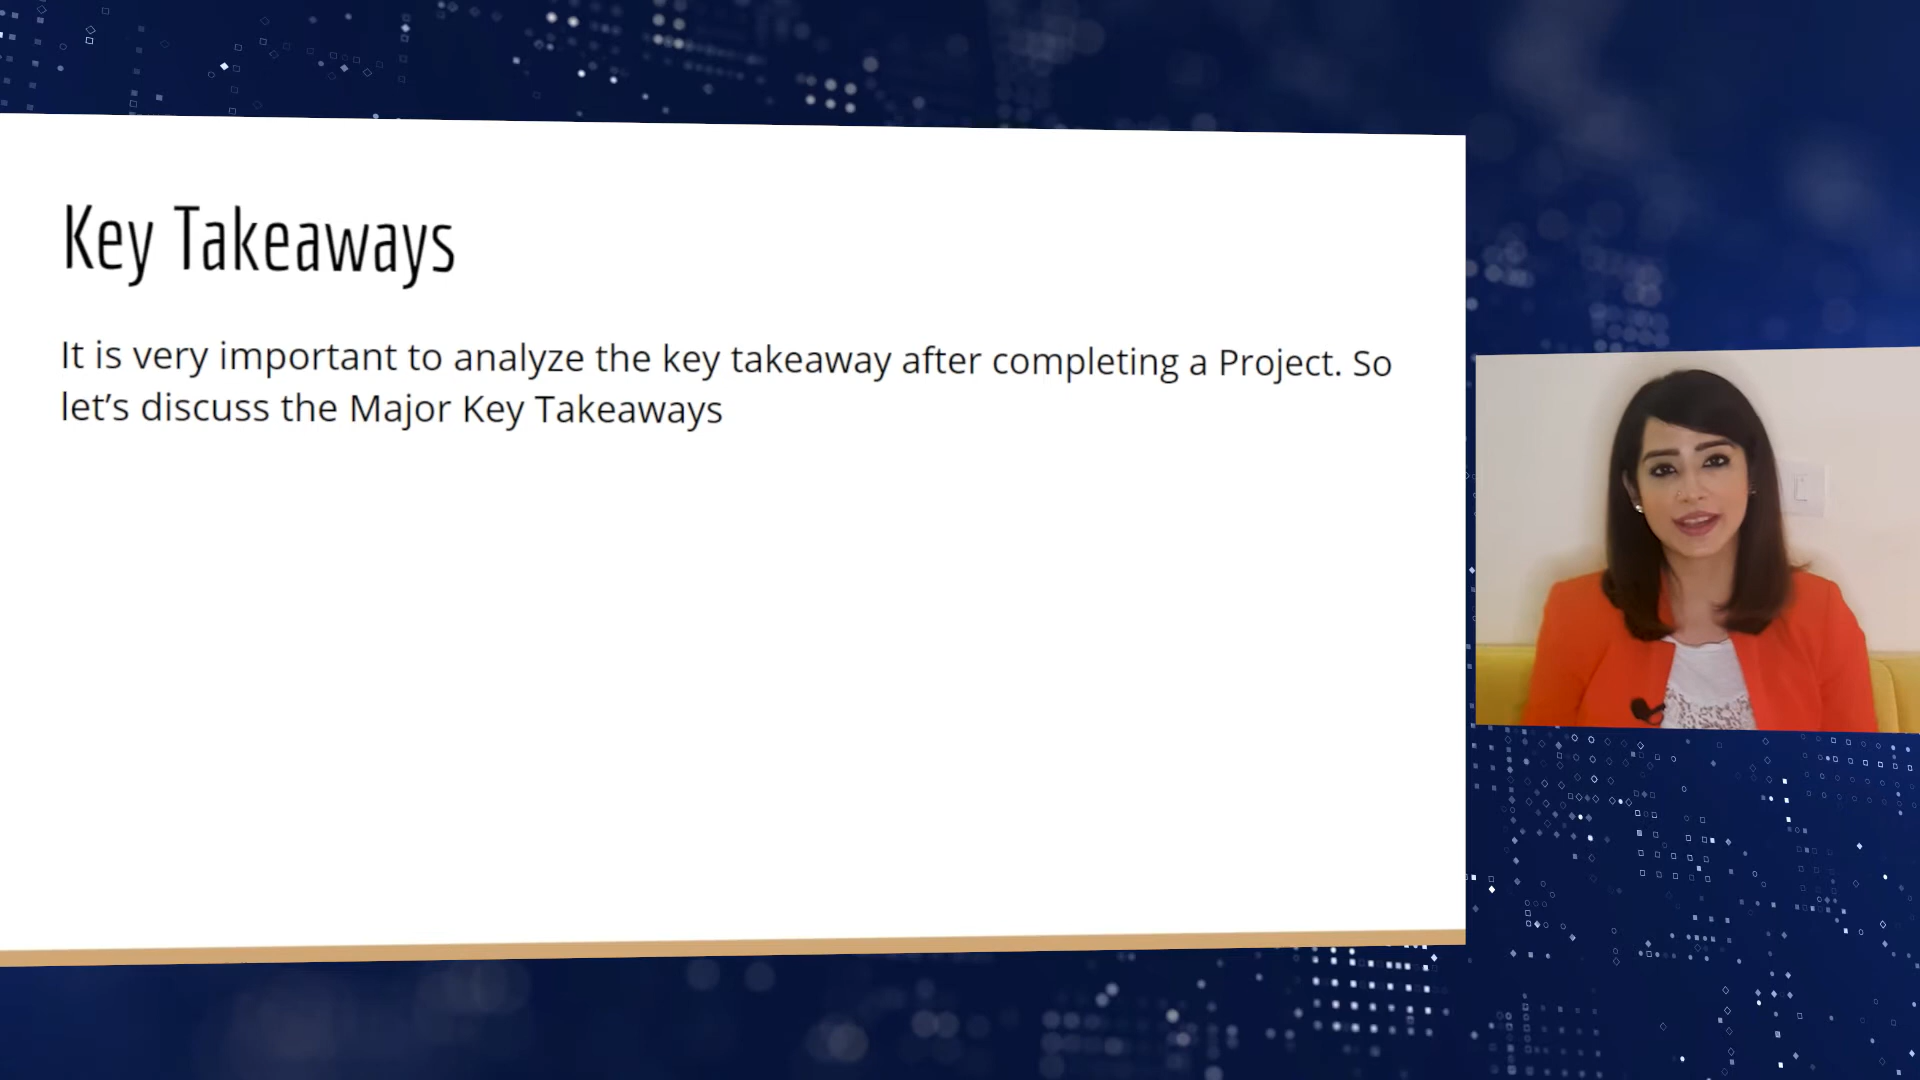 Key Takeaways
It is very important to analyze the key takeaway after completing a Project. So
let’s discuss the Major Key Takeaways